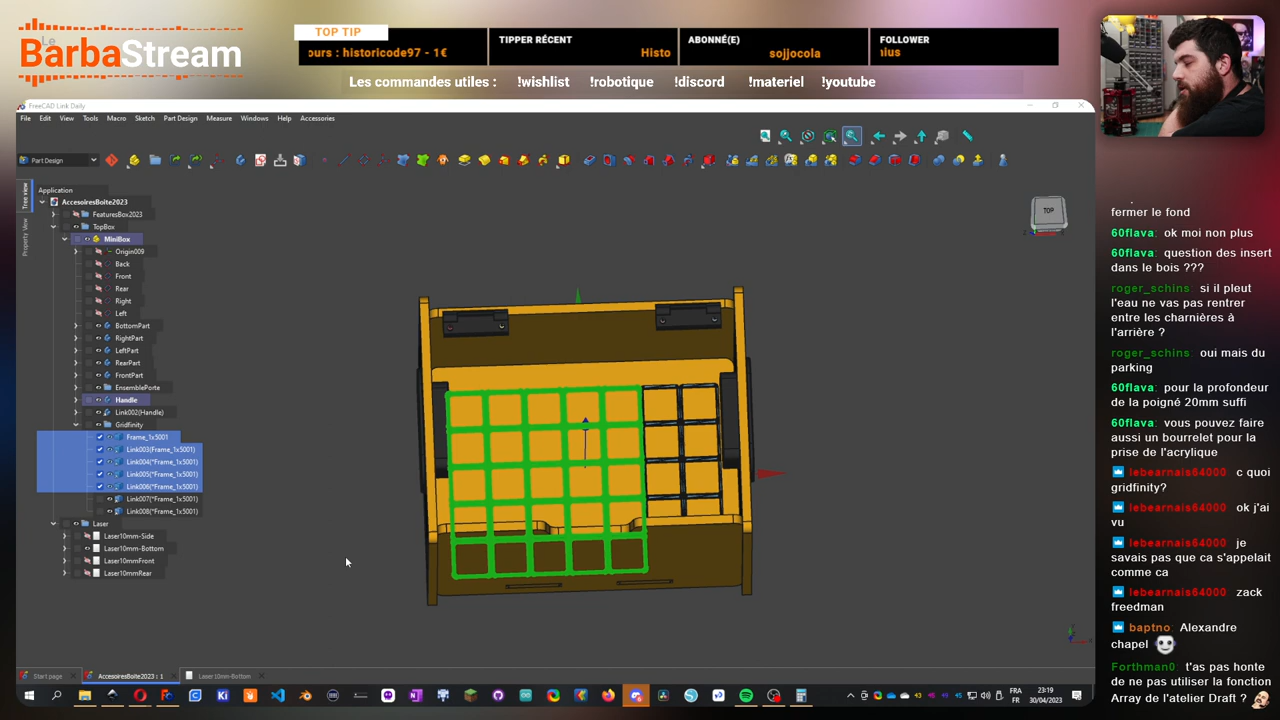 Le
BarbaStream
TOP TIP
ours : historicode97 - 1€
TIPPER RÉCENT
Histo
ABONNÉ(E)
sojjocola
FOLLOWER
nius
Les commandes utiles : !wishlist !robotique !discord !materiel !youtube
FreeCAD Link Daily
File Edit View Tools Macro Sketch Part Design Measure Windows Help Accessories
Part Design
Tree view
Property View
Application
AccesoiresBoite2023
FeaturesBox2023
TopBox
MiniBox
Origin009
Back
Front
Rear
Right
Left
BottomPart
RightPart
LeftPart
RearPart
FrontPart
EnsemblePorte
Handle
Link002(Handle)
Gridfinity
Frame_1x5001
Link003(Frame_1x5001)
Link004(*Frame_1x5001)
Link005(*Frame_1x5001)
Link006(*Frame_1x5001)
Link007(*Frame_1x5001)
Link008(*Frame_1x5001)
Laser
Laser10mm-Side
Laser10mm-Bottom
Laser10mmFront
Laser10mmRear
TOP
Start page
AccesoiresBoite2023 : 1
Laser10mm-Bottom
FRA
FR
23:19
30/04/2023
fermer le fond
60flava: ok moi non plus
60flava: question des insert
dans le bois ???
roger_schins: si il pleut
l'eau ne vas pas rentrer
entre les charnières à
l'arrière ?
roger_schins: oui mais du
parking
60flava: pour la profondeur
de la poigné 20mm suffi
60flava: vous pouvez faire
aussi un bourrelet pour la
prise de l'acrylique
lebearnais64000: c quoi
gridfinity?
lebearnais64000: ok j'ai
vu
lebearnais64000: je
savais pas que ca s'appelait
comme ca
lebearnais64000: zack
freedman
baptno: Alexandre
chapel
Forthman0: t'as pas honte
de ne pas utiliser la fonction
Array de l'atelier Draft ?